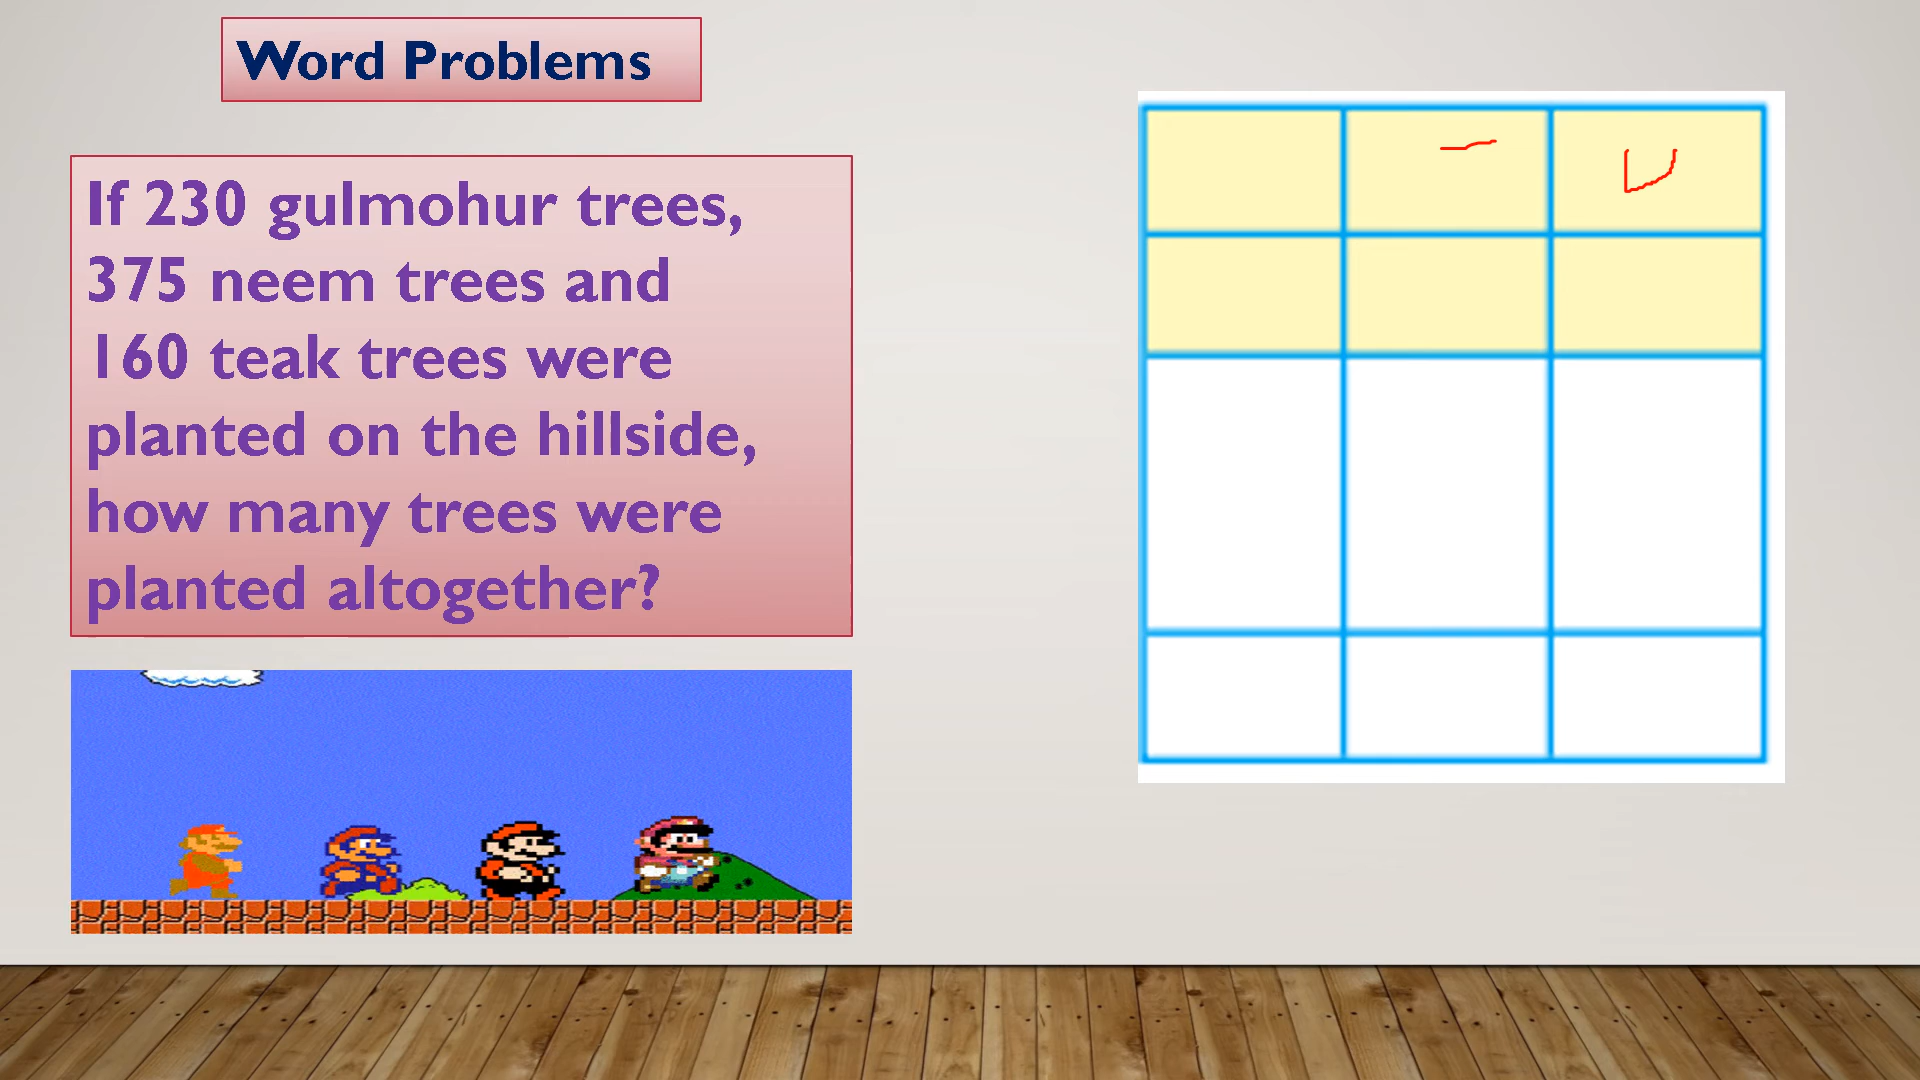 Word Problems
If 230 gulmohur trees,
375 neem trees and
160 teak trees were
planted on the hillside,
how many trees were
planted altogether?